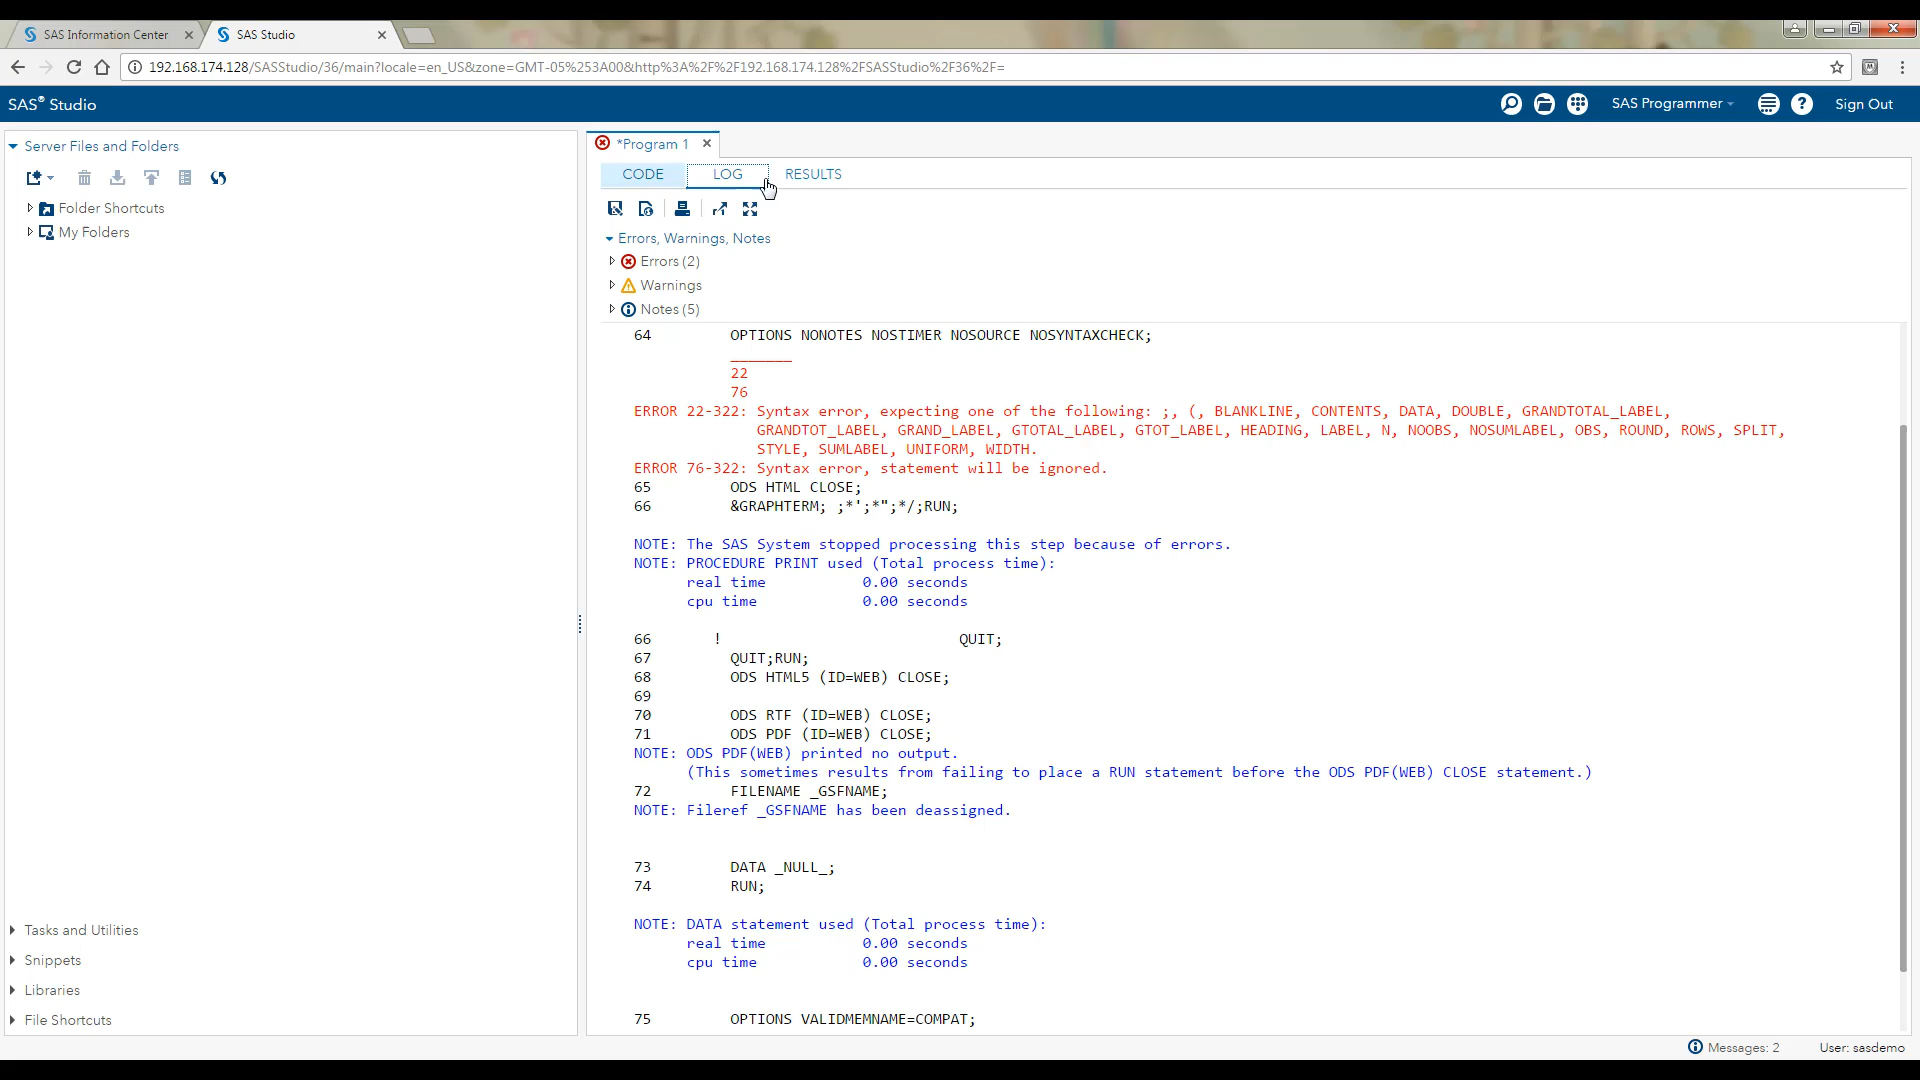 SAS Information Center
SAS Studio
192.168.174.128/SASStudio/36/main?locale=en_US&zone=GMT-05%253A00&http%3A%2F%2F192.168.174.128%2FSASStudio%2F36%2F=
SAS® Studio
SAS Programmer
Sign Out
Server Files and Folders
Folder Shortcuts
My Folders
Tasks and Utilities
Snippets
Libraries
File Shortcuts
*Program 1
CODE LOG RESULTS
Errors, Warnings, Notes
Errors (2)
Warnings
Notes (5)
64 OPTIONS NONOTES NOSTIMER NOSOURCE NOSYNTAXCHECK;
_______
22
76
ERROR 22-322: Syntax error, expecting one of the following: ;, (, BLANKLINE, CONTENTS, DATA, DOUBLE, GRANDTOTAL_LABEL,
GRANDTOT_LABEL, GRAND_LABEL, GTOTAL_LABEL, GTOT_LABEL, HEADING, LABEL, N, NOOBS, NOSUMLABEL, OBS, ROUND, ROWS, SPLIT,
STYLE, SUMLABEL, UNIFORM, WIDTH.
ERROR 76-322: Syntax error, statement will be ignored.
65 ODS HTML CLOSE;
66 &GRAPHTERM; ;*';*";*/;RUN;
NOTE: The SAS System stopped processing this step because of errors.
NOTE: PROCEDURE PRINT used (Total process time):
real time 0.00 seconds
cpu time 0.00 seconds
66 ! QUIT;
67 QUIT;RUN;
68 ODS HTML5 (ID=WEB) CLOSE;
69
70 ODS RTF (ID=WEB) CLOSE;
71 ODS PDF (ID=WEB) CLOSE;
NOTE: ODS PDF(WEB) printed no output.
(This sometimes results from failing to place a RUN statement before the ODS PDF(WEB) CLOSE statement.)
72 FILENAME _GSFNAME;
NOTE: Fileref _GSFNAME has been deassigned.
73 DATA _NULL_;
74 RUN;
NOTE: DATA statement used (Total process time):
real time 0.00 seconds
cpu time 0.00 seconds
75 OPTIONS VALIDMEMNAME=COMPAT;
Messages: 2
User: sasdemo